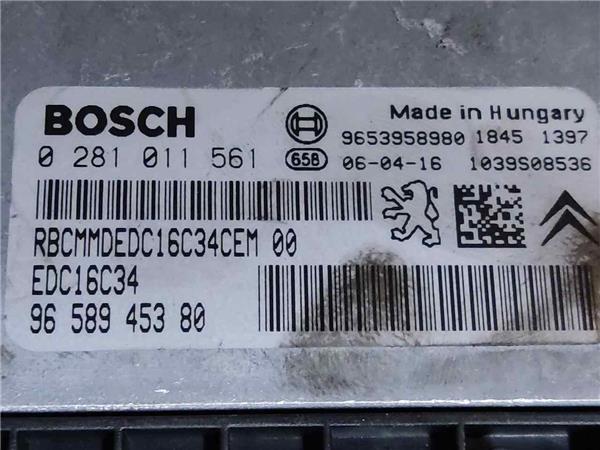 BOSCH
Made in Hungary
9653958980 1845 1397
0 281 011 561 658 06-04-16 1039S08536
RBCMMDEDC16C34CEM 00
EDC16C34
96 589 453 80